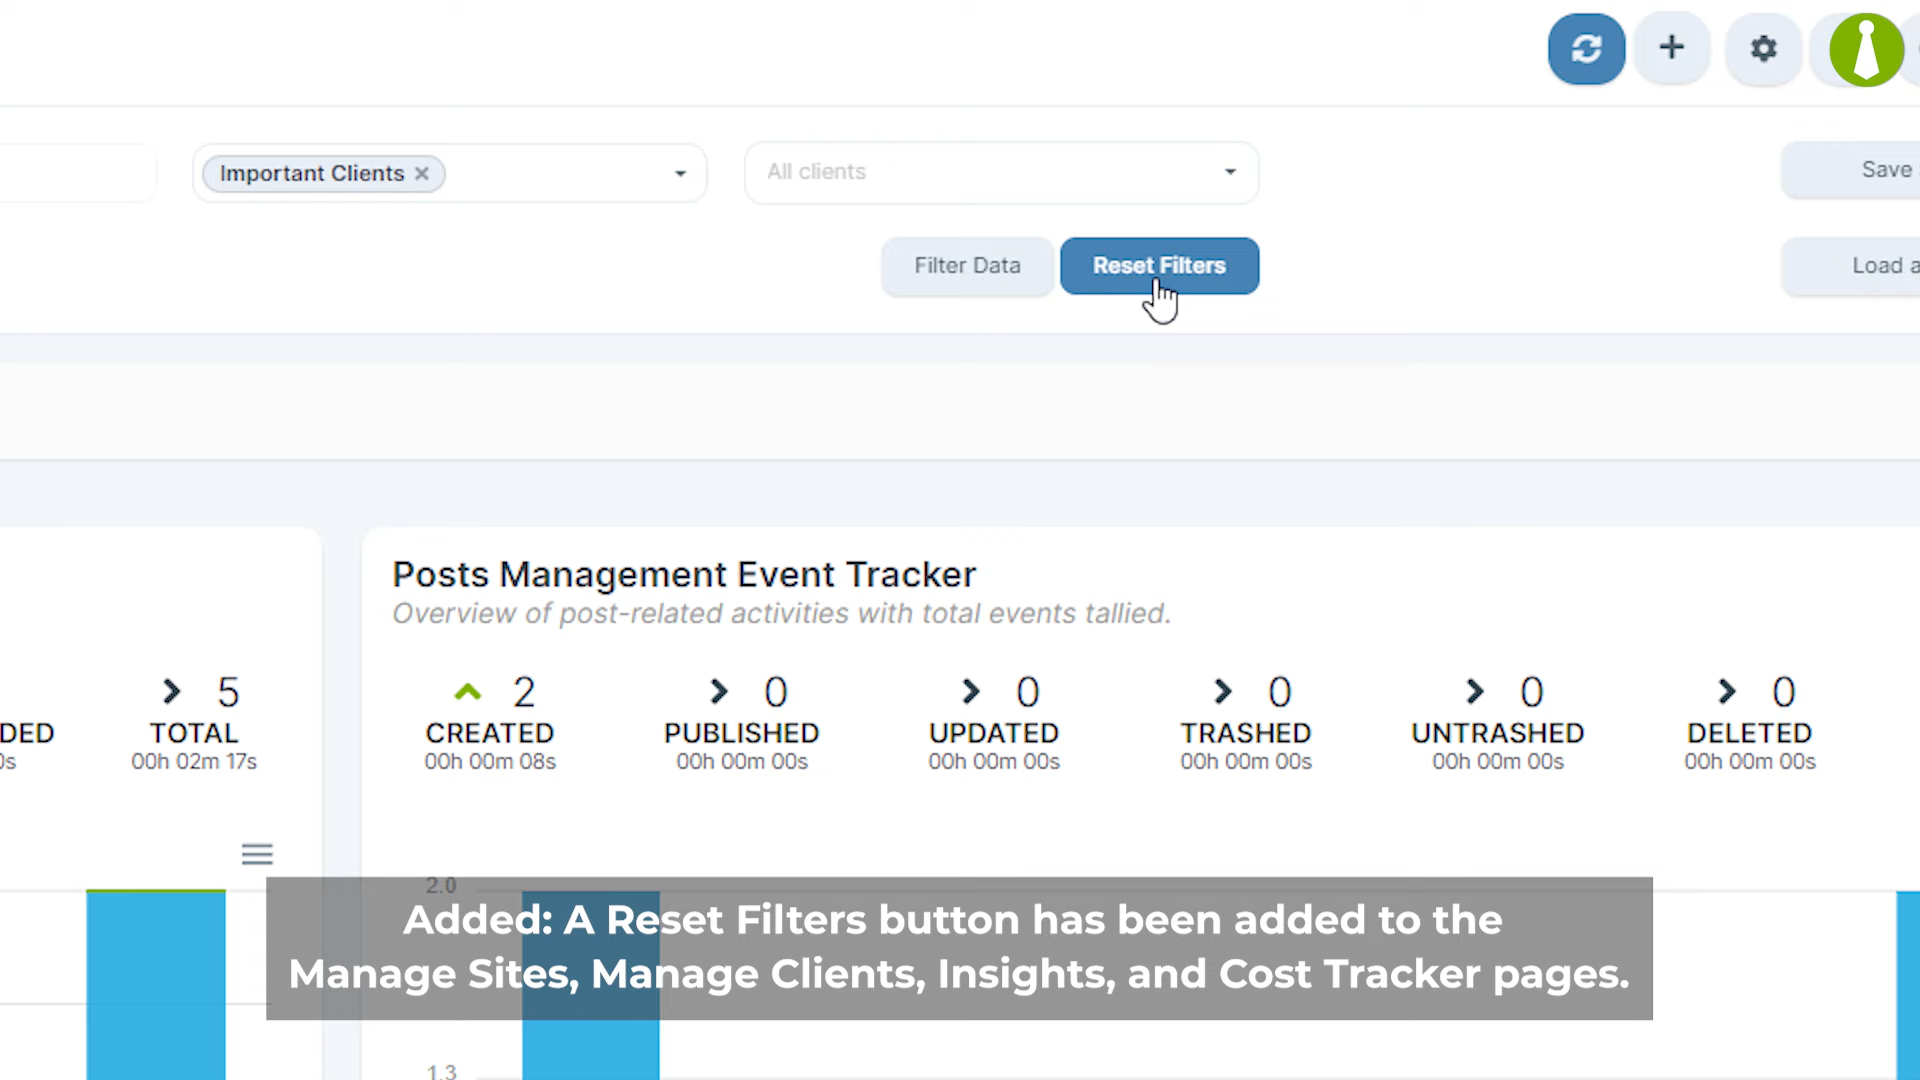 Important Clients ×
All clients
Save
Filter Data
Reset Filters
Load a
Posts Management Event Tracker
Overview of post-related activities with total events tallied.
5
2
0
0
0
0
0
DED
TOTAL
CREATED
PUBLISHED
UPDATED
TRASHED
UNTRASHED
DELETED
0s
00h 02m 17s
00h 00m 08s
00h 00m 00s
00h 00m 00s
00h 00m 00s
00h 00m 00s
00h 00m 00s
2.0
Added: A Reset Filters button has been added to the
Manage Sites, Manage Clients, Insights, and Cost Tracker pages.
1.3